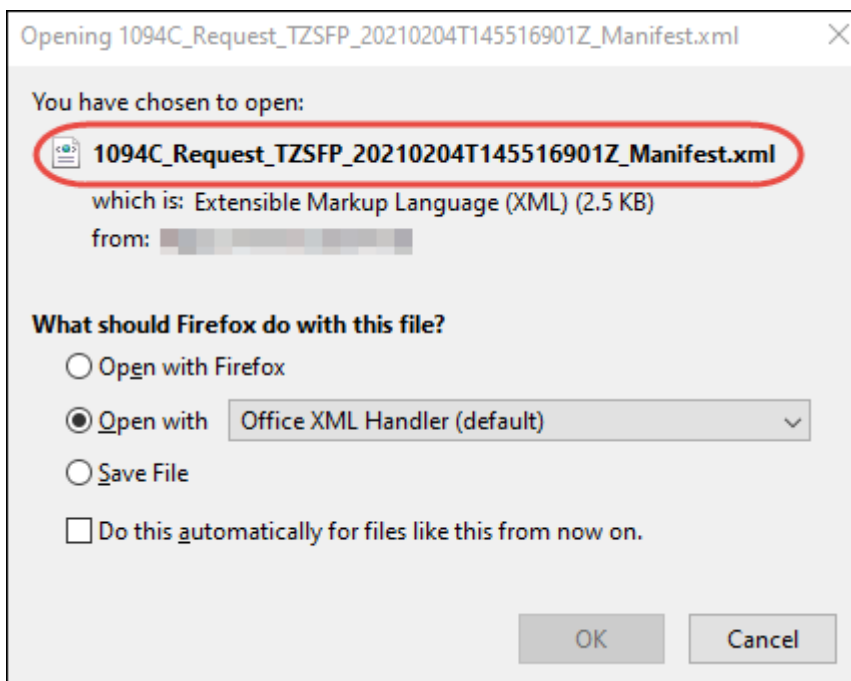 Opening 1094C_Request_TZSFP_20210204T145516901Z_Manifest.xml
You have chosen to open:
1094C_Request_TZSFP_20210204T145516901Z_Manifest.xml
which is: Extensible Markup Language (XML) (2.5 KB)
from:
What should Firefox do with this file?
Open with Firefox
Open with Office XML Handler (default)
Save File
Do this automatically for files like this from now on.
OK Cancel